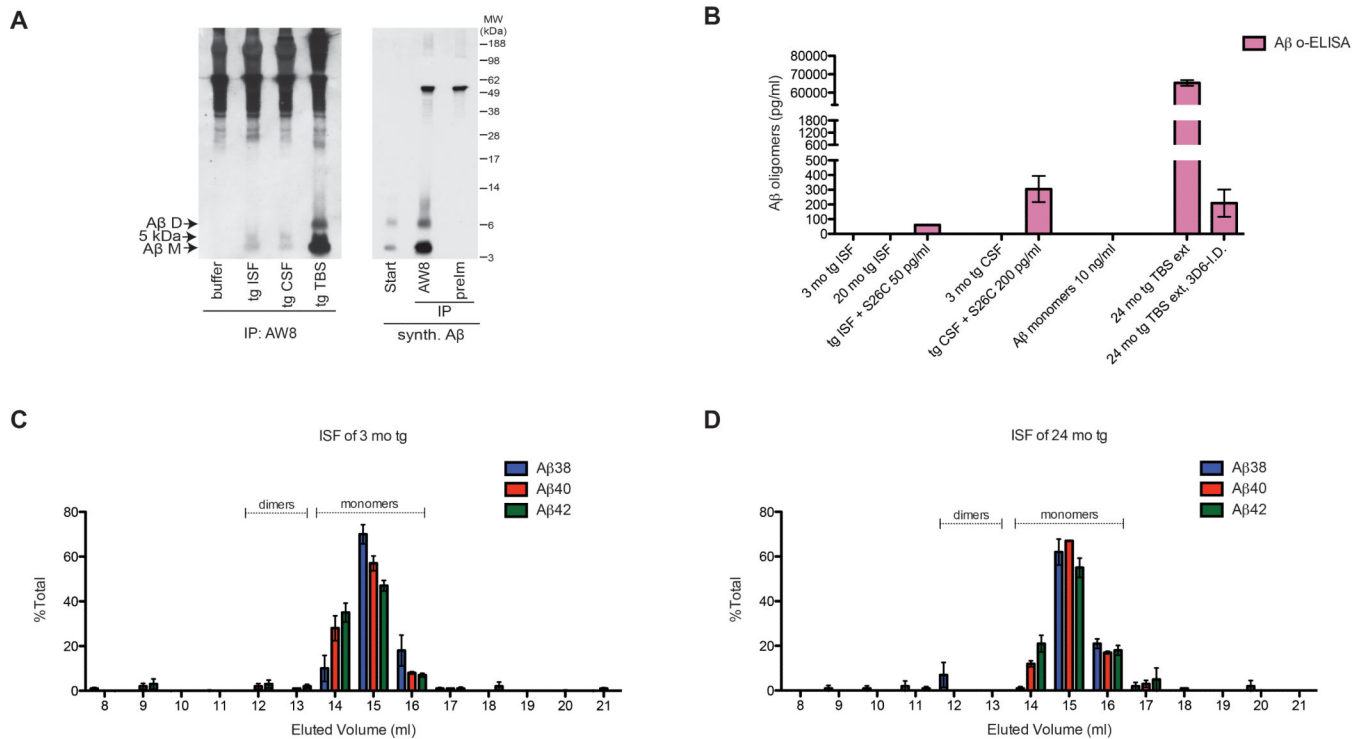 A
MW
(kDa)
188
98
62
49
38
28
17
14
6
3
Aβ D
5 kDa
Aβ M
buffer
tg ISF
tg CSF
tg TBS
IP: AW8
Start
AW8
preIm
IP
synth. Aβ
B
Aβ o-ELISA
Aβ oligomers (pg/ml)
80000
70000
60000
1800
1200
600
500
400
300
200
100
0
3 mo tg ISF
20 mo tg ISF
tg ISF + S26C 50 pg/ml)
3 mo tg CSF
tg CSF + S26C 200 pg/ml)
Aβ monomers 10 ng/ml)
24 mo tg TBS ext
24 mo tg TBS ext, 3D6-I.D.
C
ISF of 3 mo tg
Aβ38
Aβ40
Aβ42
dimers
monomers
%Total
80
60
40
20
0
8 9 10 11 12 13 14 15 16 17 18 19 20 21
Eluted Volume (ml)
D
ISF of 24 mo tg
Aβ38
Aβ40
Aβ42
dimers
monomers
%Total
80
60
40
20
0
8 9 10 11 12 13 14 15 16 17 18 19 20 21
Eluted Volume (ml)